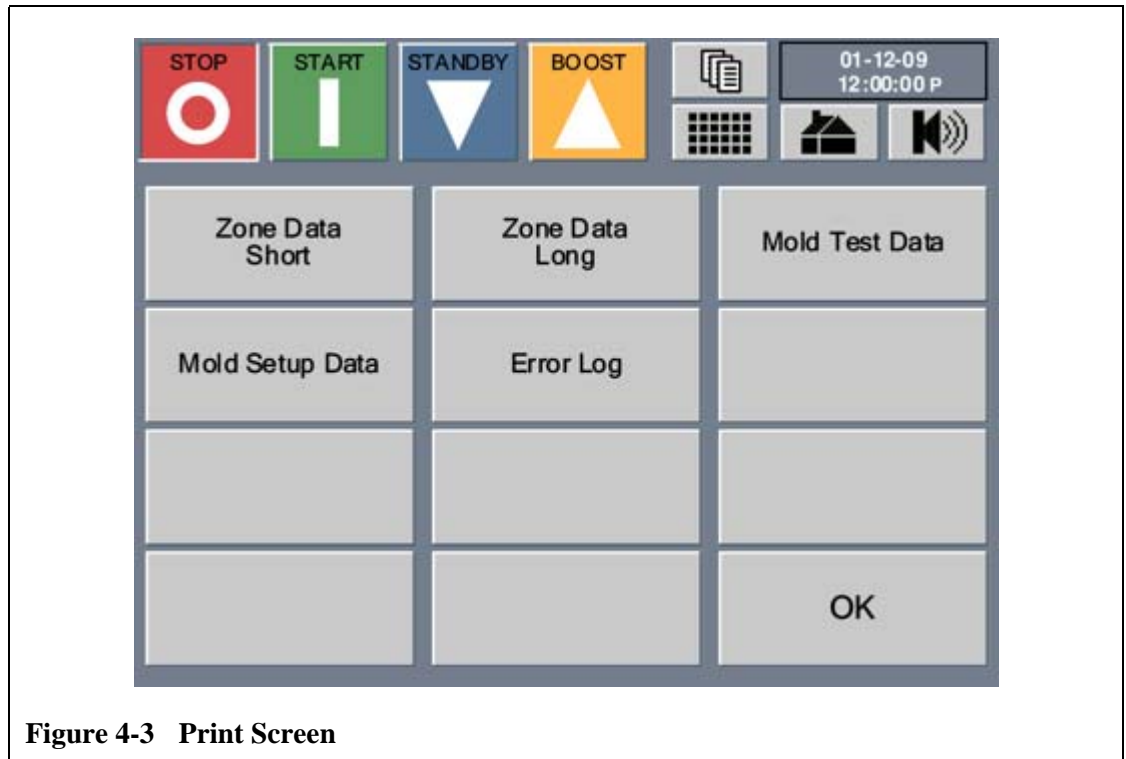 STOP START STANDBY BOOST
01-12-09
12:00:00 P
Zone Data
Short
Zone Data
Long
Mold Test Data
Mold Setup Data
Error Log
OK
Figure 4-3 Print Screen